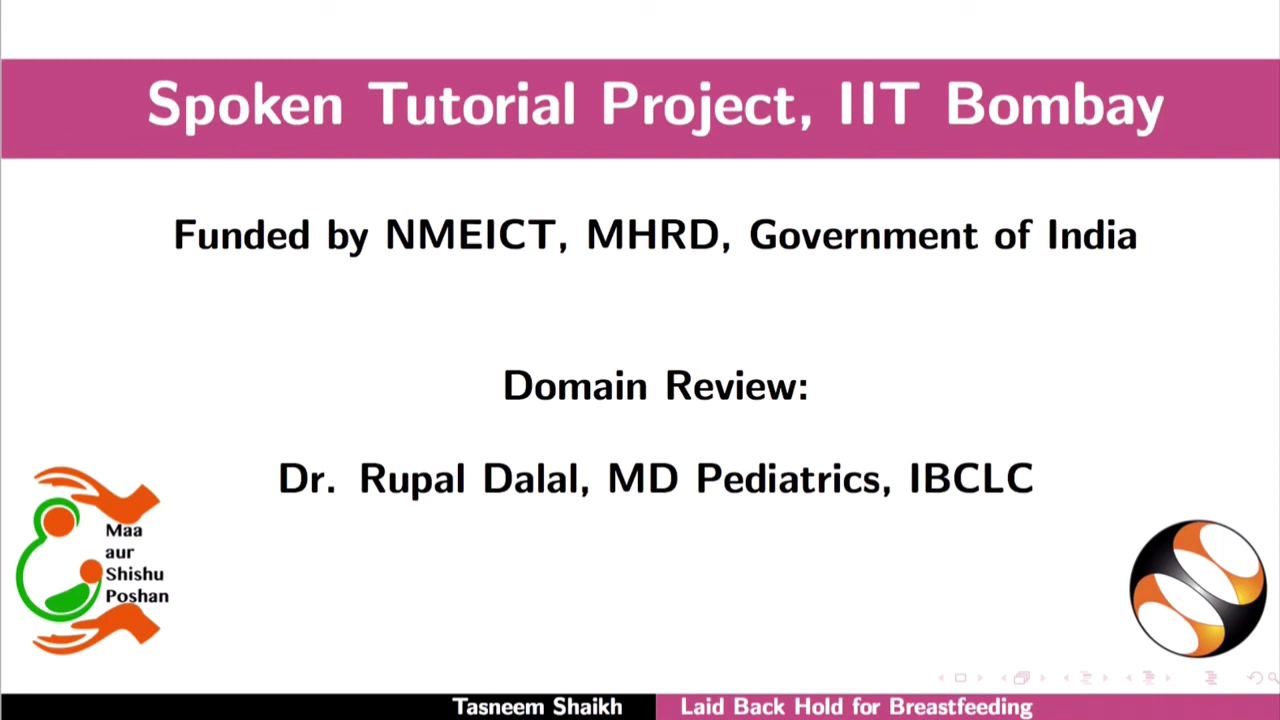 Spoken Tutorial Project, IIT Bombay
Funded by NMEICT, MHRD, Government of India
Domain Review:
Dr. Rupal Dalal, MD Pediatrics, IBCLC
Maa
aur
Shishu
Poshan
Tasneem Shaikh
Laid Back Hold for Breastfeeding